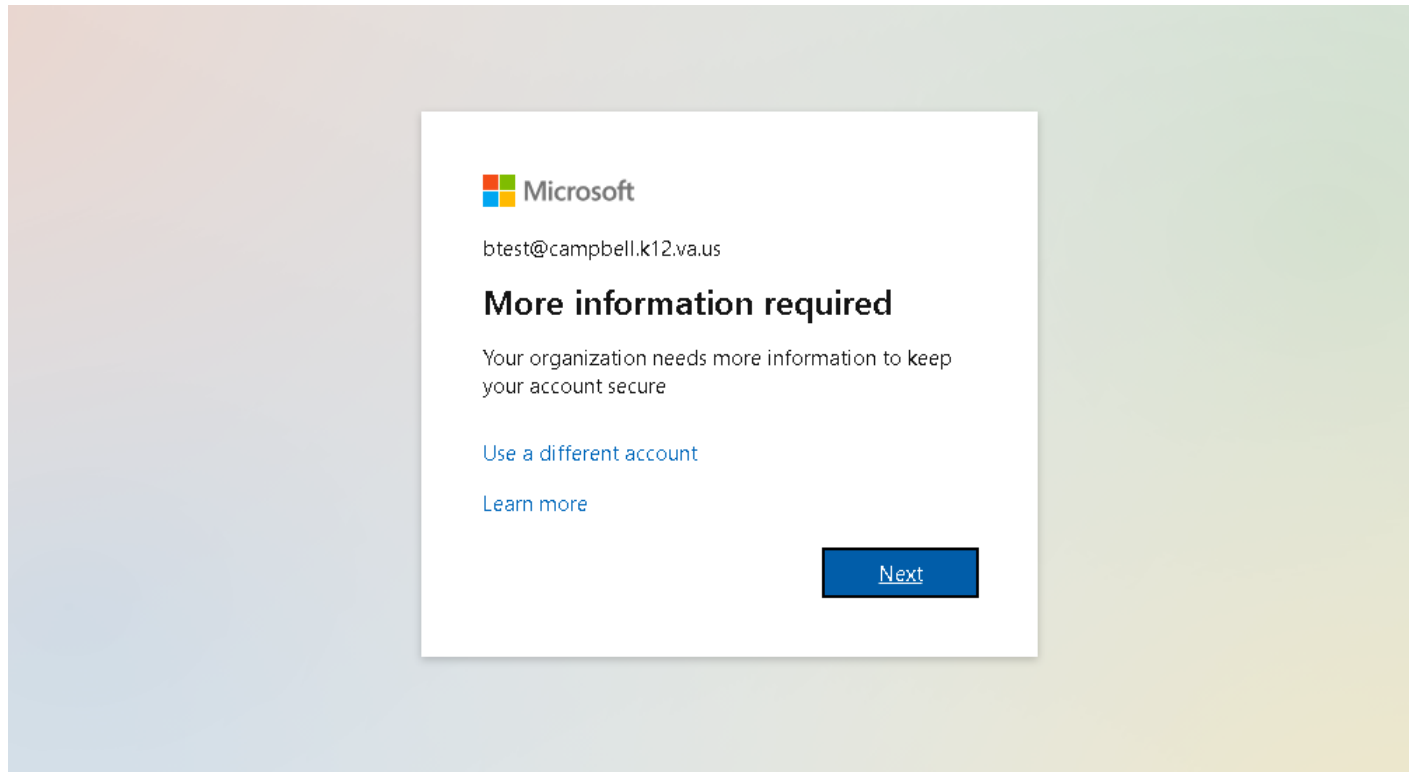 Microsoft
btest@campbell.k12.va.us
More information required
Your organization needs more information to keep
your account secure
Use a different account
Learn more
Next